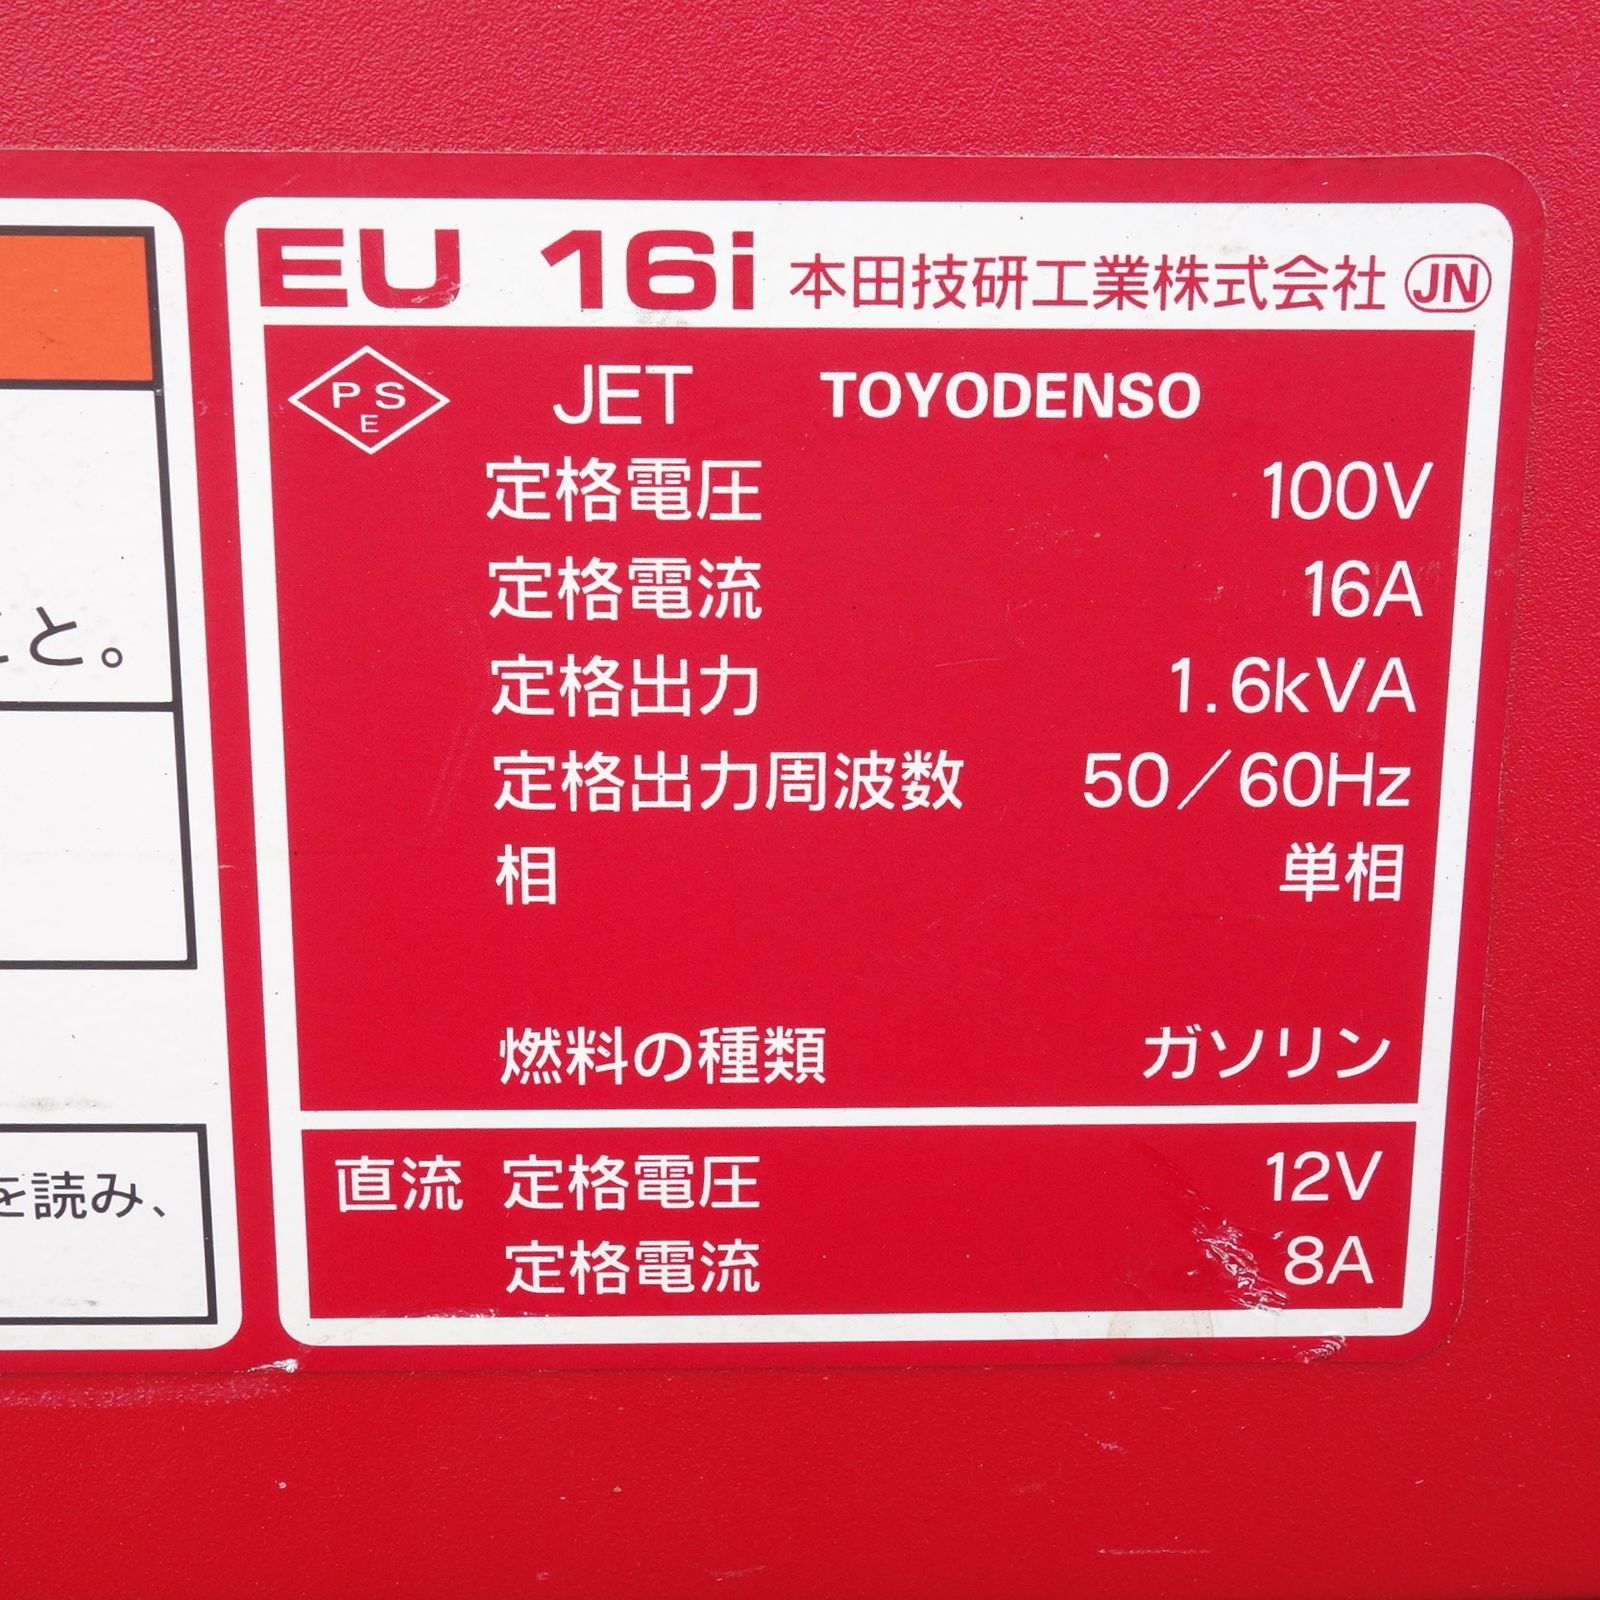 EU 16i 本田技研工業株式会社 JN
PSE JET TOYODENSO
定格電圧 100V
定格電流 16A
定格出力 1.6kVA
定格出力周波数 50／60Hz
相 単相
燃料の種類 ガソリン
直流 定格電圧 12V
定格電流 8A
こと。
を読み、